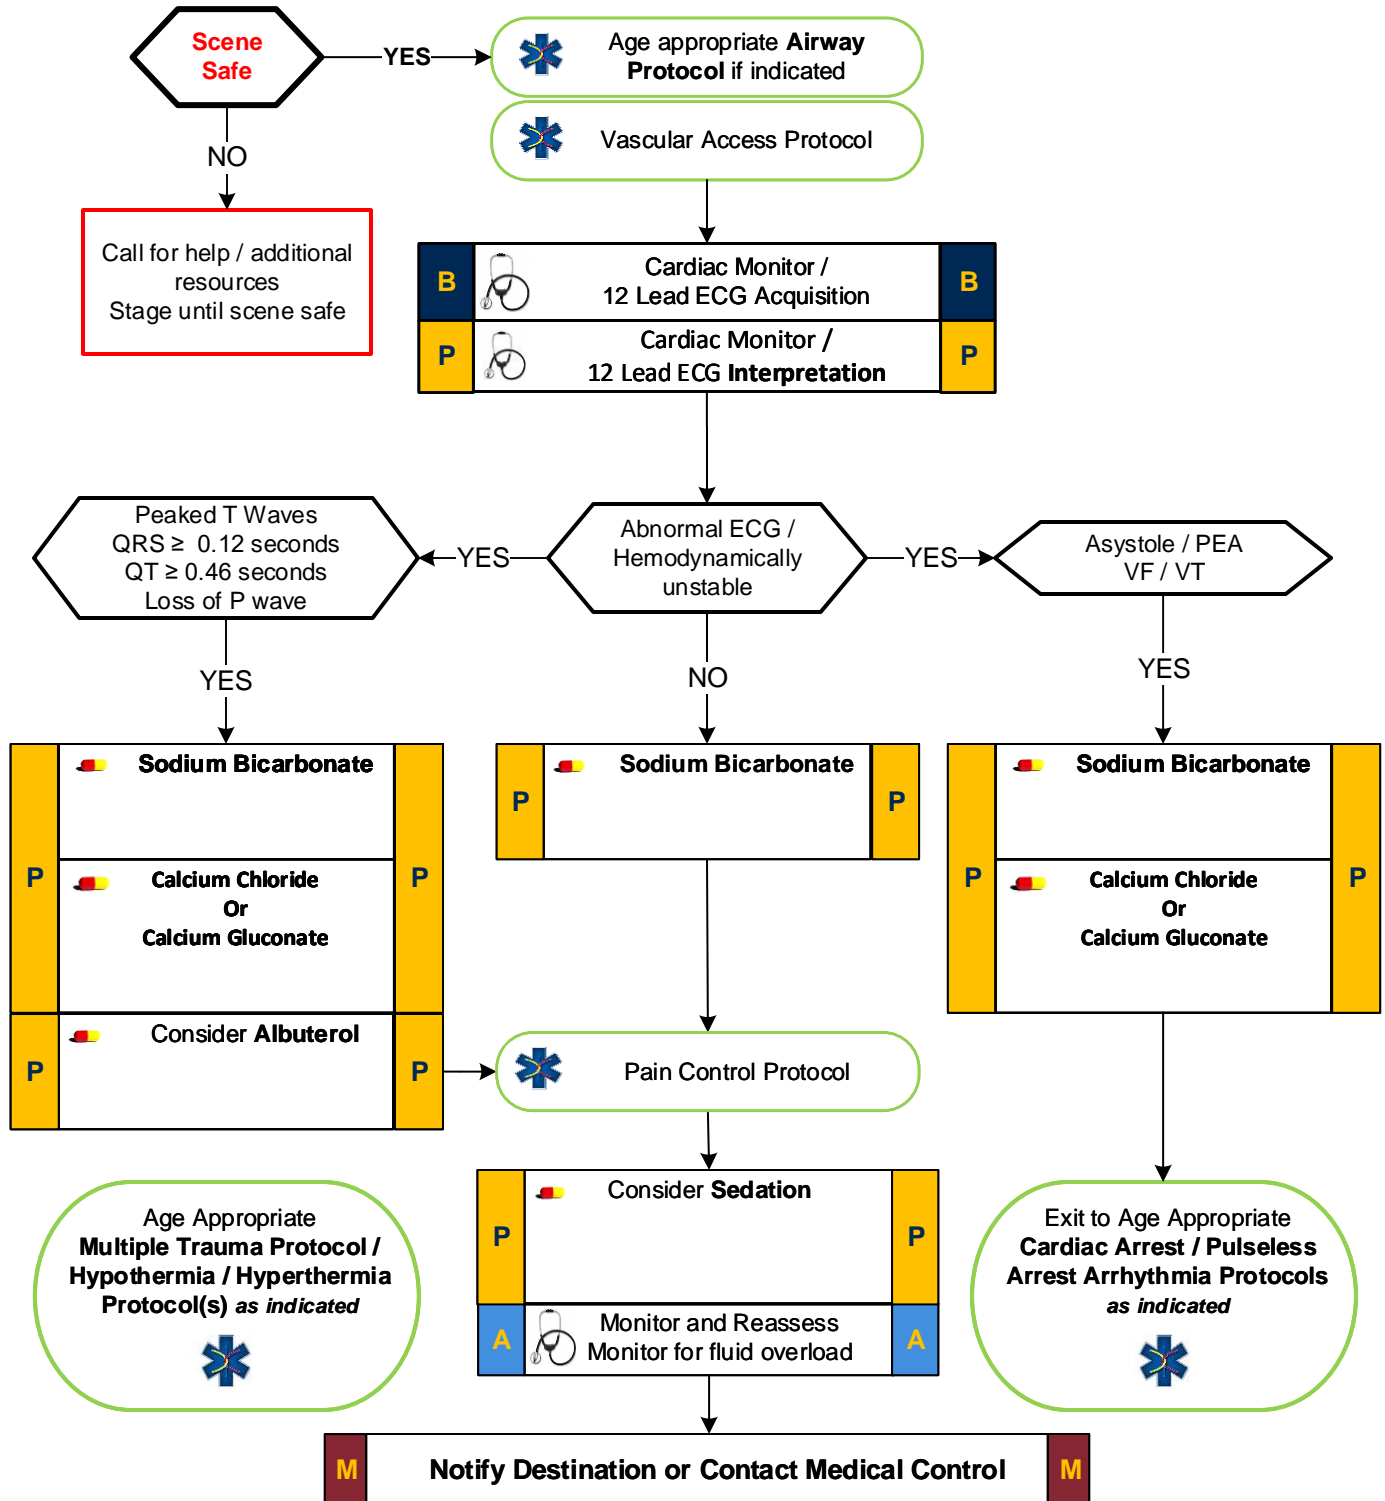 Scene
Safe
YES
Age appropriate Airway
Protocol if indicated
Vascular Access Protocol
NO
Call for help / additional
resources
Stage until scene safe
B
Cardiac Monitor /
12 Lead ECG Acquisition
B
P
Cardiac Monitor /
12 Lead ECG Interpretation
P
Peaked T Waves
QRS ≥ 0.12 seconds
QT ≥ 0.46 seconds
Loss of P wave
YES
Abnormal ECG /
Hemodynamically
unstable
YES
Asystole / PEA
VF / VT
YES
NO
YES
P
Sodium Bicarbonate
Calcium Chloride
Or
Calcium Gluconate
P
P
Consider Albuterol
P
P
Sodium Bicarbonate
P
P
Sodium Bicarbonate
Calcium Chloride
Or
Calcium Gluconate
P
Pain Control Protocol
P
Consider Sedation
P
A
Monitor and Reassess
Monitor for fluid overload
A
Age Appropriate
Multiple Trauma Protocol /
Hypothermia / Hyperthermia
Protocol(s) as indicated
Exit to Age Appropriate
Cardiac Arrest / Pulseless
Arrest Arrhythmia Protocols
as indicated
M
Notify Destination or Contact Medical Control
M